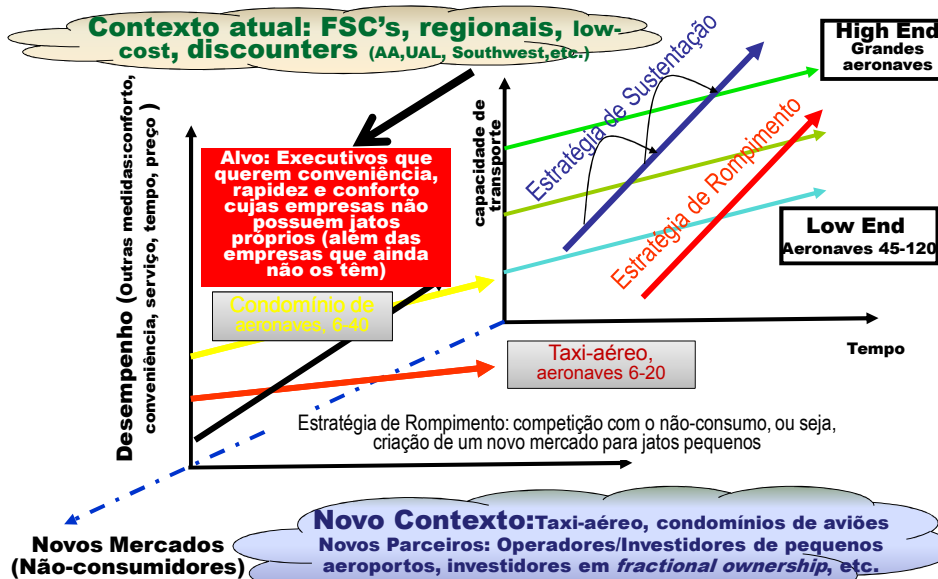 Contexto atual: FSC's, regionais, low-
cost, discounters (AA,UAL, Southwest,etc.)
High End
Grandes
aeronaves
Estratégia de Sustentação
Estratégia de Rompimento
capacidade de
transporte
Low End
Aeronaves 45-120
Tempo
Desempenho (outras medidas:conforto,
conveniência, serviço, tempo, preço )
Alvo: Executivos que
querem conveniência,
rapidez e conforto
cujas empresas não
possuem jatos
próprios (além das
empresas que ainda
não os têm)
Condomínio de
aeronaves, 6-40
Taxi-aéreo,
aeronaves 6-20
Estratégia de Rompimento: competição com o não-consumo, ou seja,
criação de um novo mercado para jatos pequenos
Novos Mercados
(Não-consumidores)
Novo Contexto:Taxi-aéreo, condomínios de aviões
Novos Parceiros: Operadores/Investidores de pequenos
aeroportos, investidores em fractional ownership, etc.